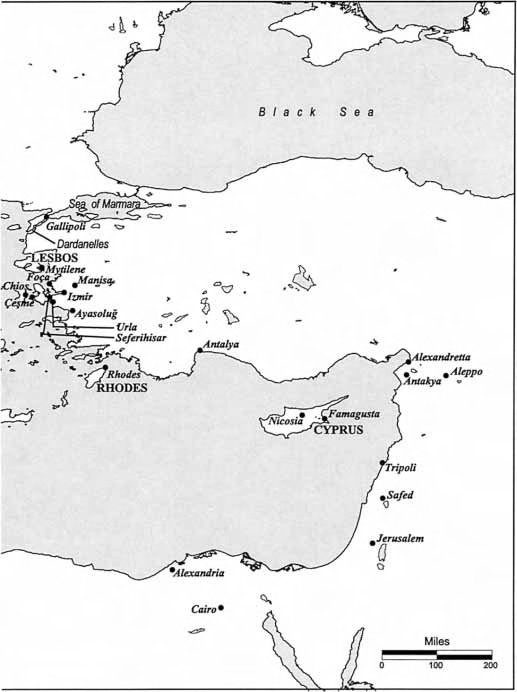 Black Sea
Sea of Marmara
Gallipoli
Dardanelles
LESBOS
Mytilene
Foça
Manisa
Chios
Izmir
Çeşme
Ayasoluğ
Urla
Seferihisar
Antalya
Alexandretta
Rhodes
Antakya
Aleppo
RHODES
Nicosia
Famagusta
CYPRUS
Tripoli
Safed
Jerusalem
Alexandria
Cairo
Miles
0 100 200